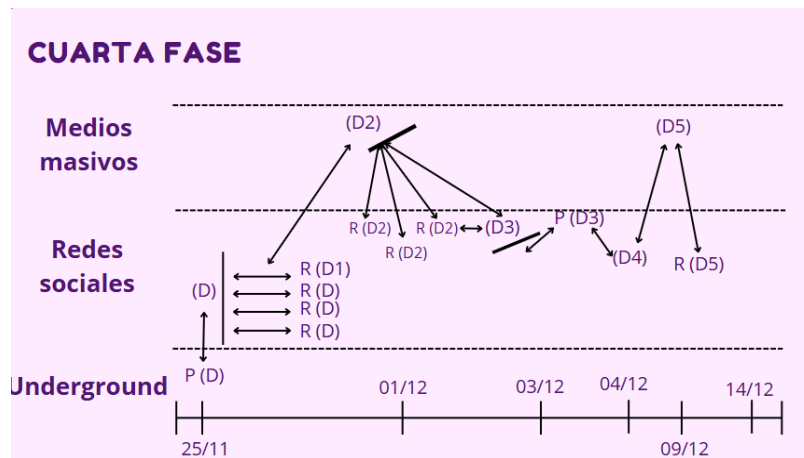 CUARTA FASE
Medios
masivos
(D2)
(D5)
Redes
sociales
R (D2)
R (D2)
R (D2)
(D3)
P (D3)
(D4)
R (D5)
(D)
R (D1)
R (D)
R (D)
R (D)
Underground
P (D)
25/11
01/12
03/12
04/12
09/12
14/12